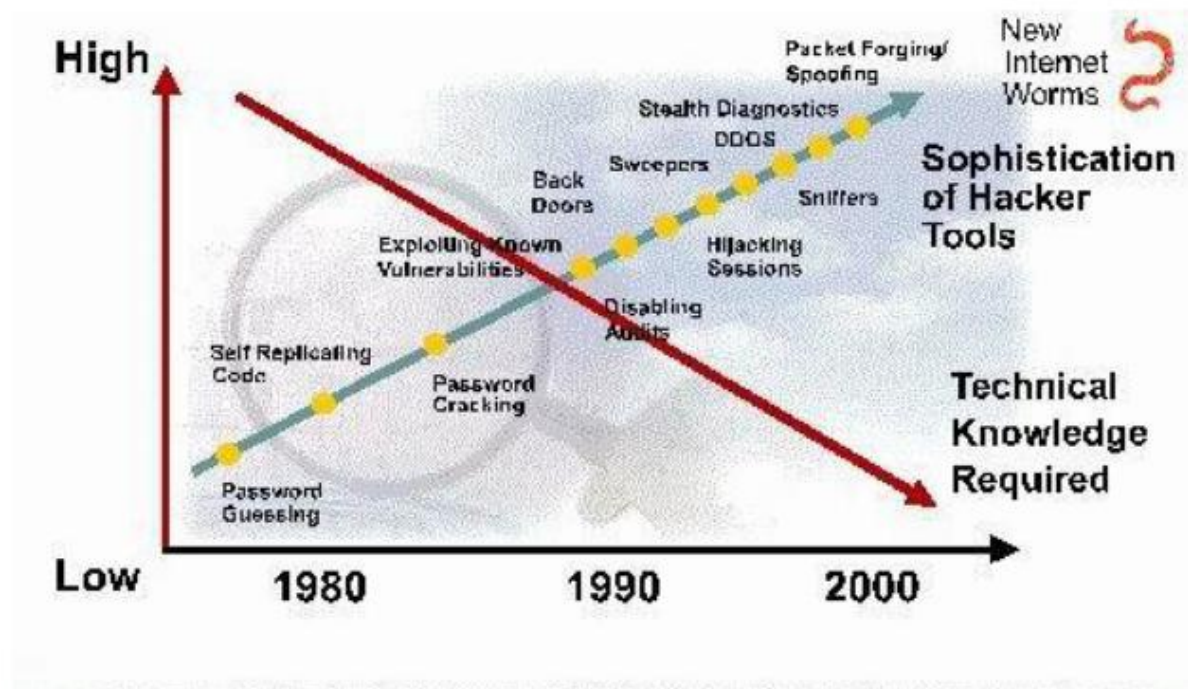 High
Packet Forging/
Spoofing
New
Internet
Worms
Stealth Diagnostics
DDOS
Sweepers
Sophistication
of Hacker
Tools
Back
Doors
Sniffers
Exploiting Known
Vulnerabilities
Hijacking
Sessions
Disabling
Audits
Self Replicating
Code
Password
Cracking
Technical
Knowledge
Required
Password
Guessing
Low
1980
1990
2000